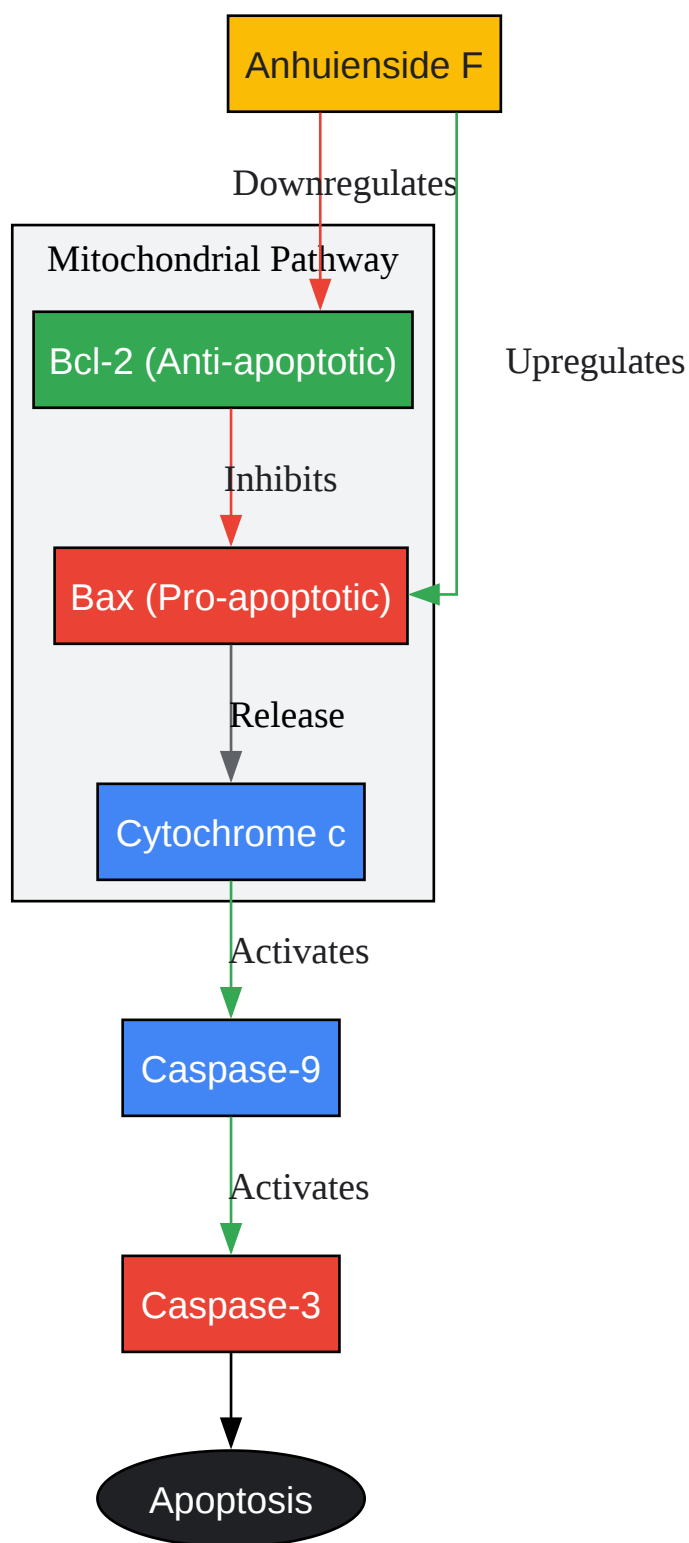 Anhuienside F
Downregulates
Mitochondrial Pathway
Bcl-2 (Anti-apoptotic)
Upregulates
Inhibits
Bax (Pro-apoptotic)
Release
Cytochrome c
Activates
Caspase-9
Activates
Caspase-3
Apoptosis